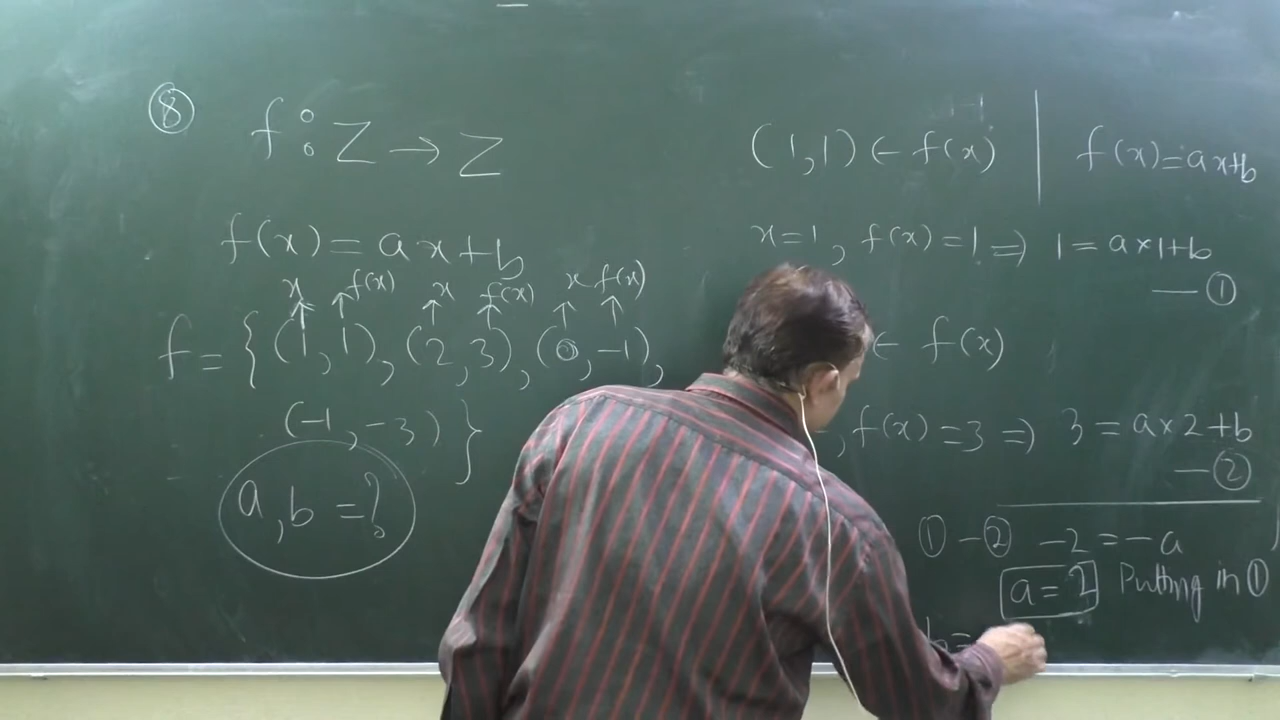 ⑧ f : Z → Z
f(x) = ax+b
x f(x) x f(x) x f(x)
f = { (1,1), (2,3), (0,-1),
(-1,-3) }
a,b = ?
(1,1) ← f(x) | f(x)=ax+b
x=1, f(x)=1 ⇒ 1=a×1+b
— ①
← f(x)
, f(x)=3 ⇒ 3=a×2+b
— ②
① – ② -2=-a
a=2 Putting in ①
b=